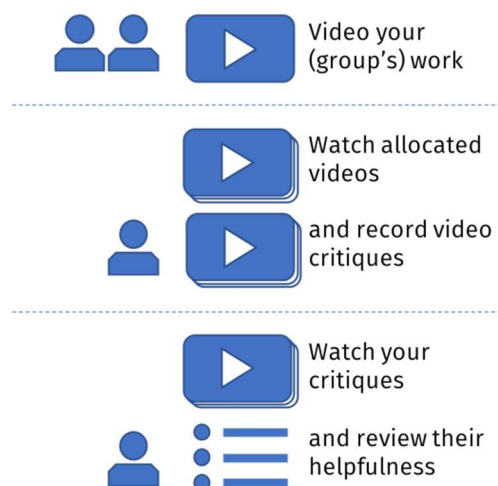 Video your
(group's) work
Watch allocated
videos
and record video
critiques
Watch your
critiques
and review their
helpfulness